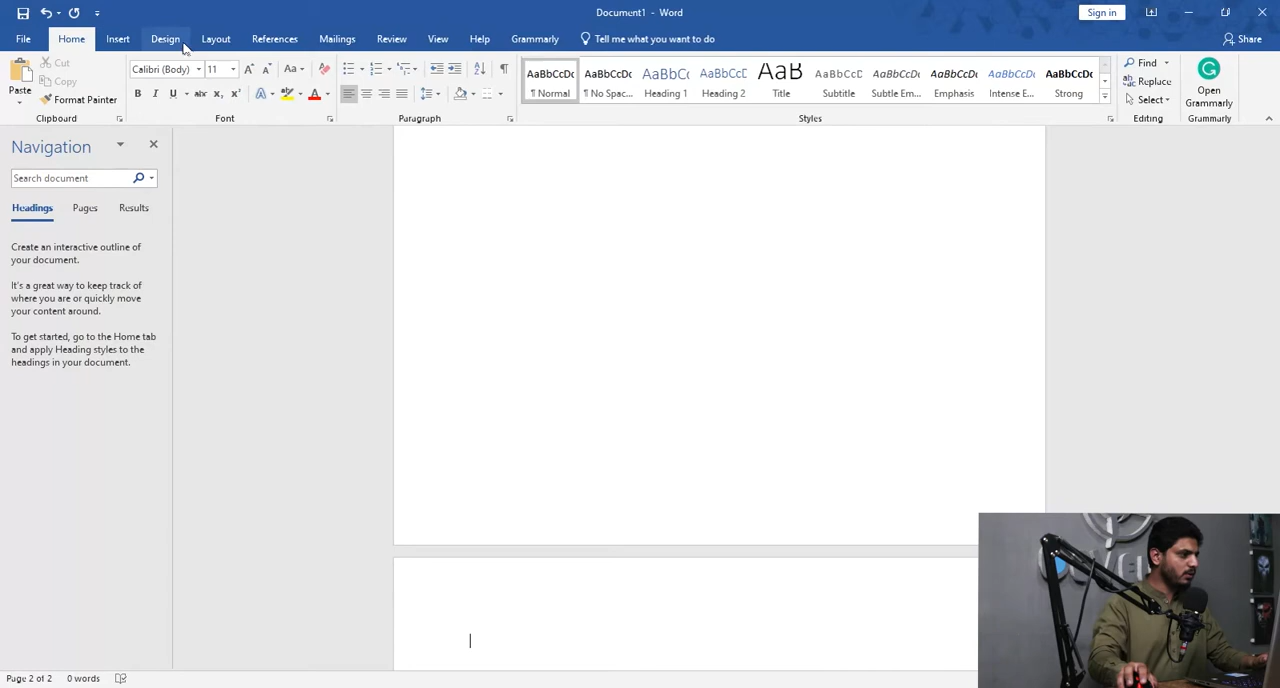 Document1 - Word
Sign in
File Home Insert Design Layout References Mailings Review View Help Grammarly Tell me what you want to do Share
Paste
Cut
Copy
Format Painter
Clipboard
Calibri (Body) 11 Aa
B I U abc X₂ X² A A
Font
Paragraph
AaBbCcDc AaBbCcDc AaBbCc AaBbCcD AaB AaBbCcD AaBbCcDc AaBbCcDc AaBbCcDc AaBbCcDc
¶ Normal ¶ No Spac... Heading 1 Heading 2 Title Subtitle Subtle Em... Emphasis Intense E... Strong
Styles
Find
Replace
Select
Editing
Open
Grammarly
Grammarly
Navigation
Search document
Headings Pages Results
Create an interactive outline of
your document.
It's a great way to keep track of
where you are or quickly move
your content around.
To get started, go to the Home tab
and apply Heading styles to the
headings in your document.
Page 2 of 2 0 words